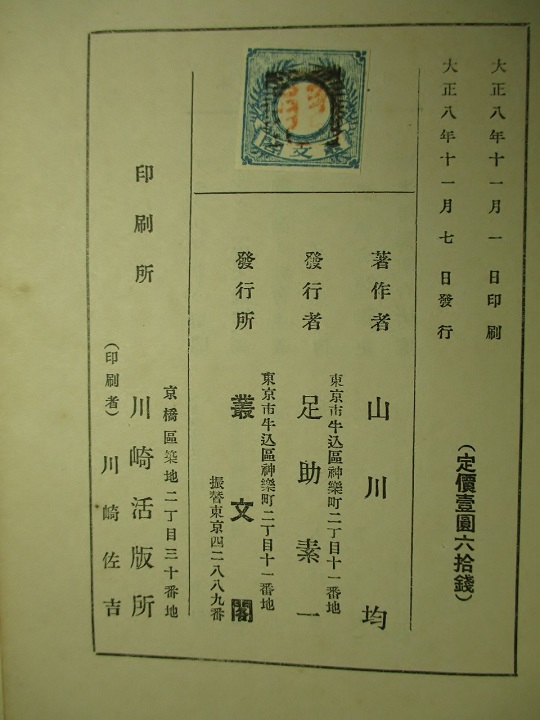 大正八年十一月一日印刷
大正八年十一月七日發行
(定價壹圓六拾錢)
著作者 山川均
東京市牛込區神樂町二丁目十一番地
發行者 足助素一
東京市牛込區神樂町二丁目十一番地
發行所 叢文閣
振替東京四二八八九番
叢文閣
京橋區築地二丁目三十番地
印刷所 川崎活版所
(印刷者) 川崎佐吉